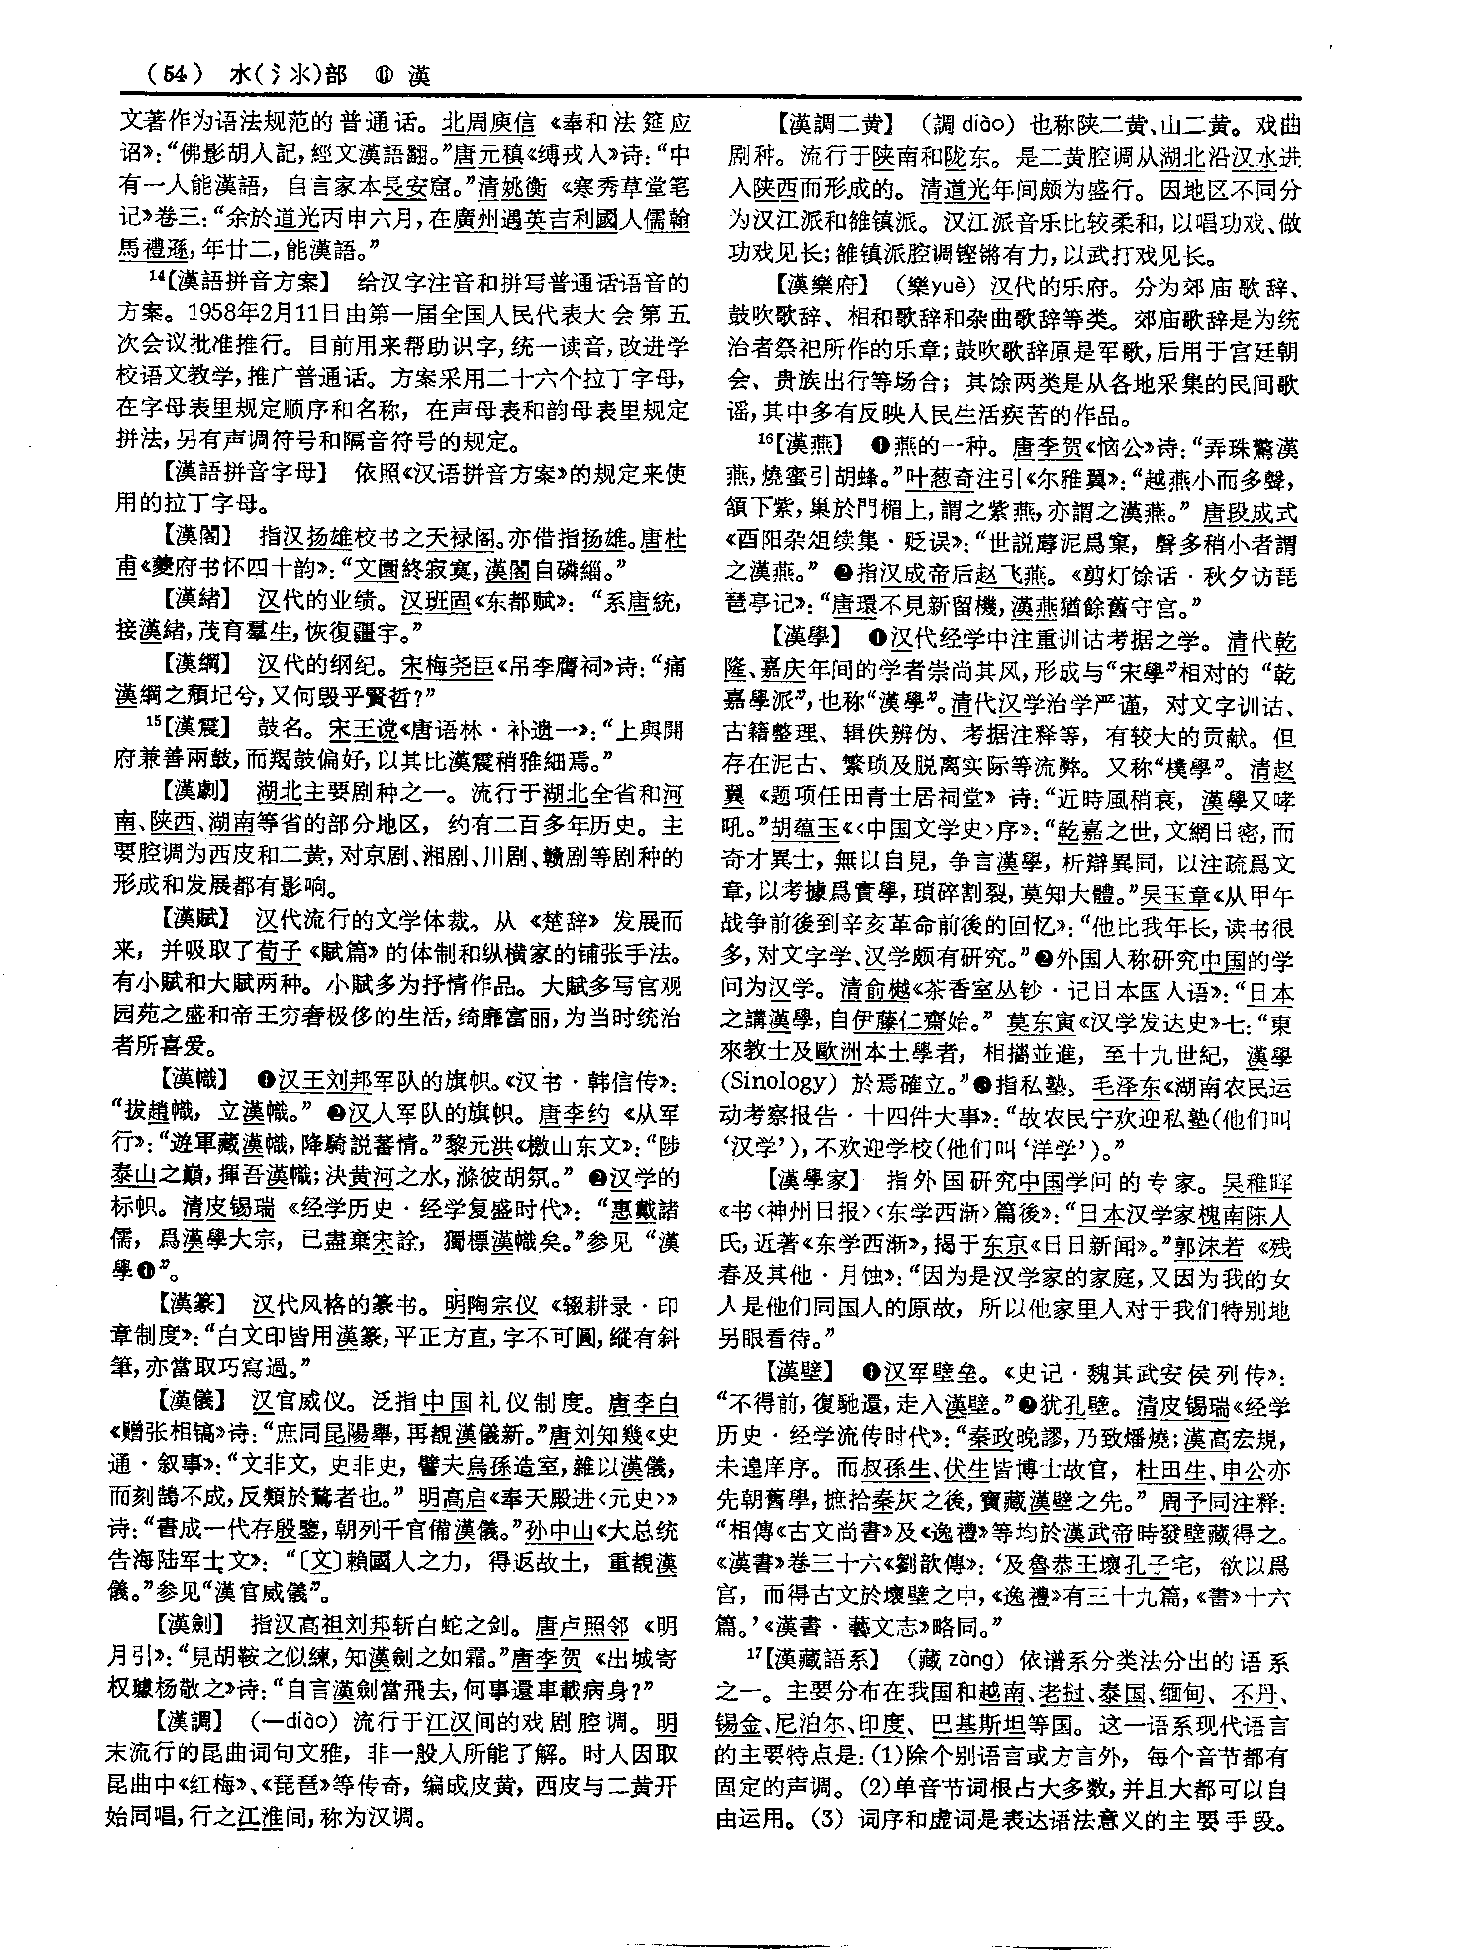 (54) 水(氵氺)部 ⑪ 漢
文著作为语法规范的普通话。北周庾信《奉和法筵应
诏》：“佛影胡人記，經文漢語翻。”唐元稹《缚戎人》诗：“中
有一人能漢語，自言家本長安窟。”清姚衡《寒秀草堂笔
记》卷三：“余於道光丙申六月，在廣州遇英吉利國人儒翰
馬禮遜，年廿二，能漢語。”
14【漢語拼音方案】 给汉字注音和拼写普通话语音的
方案。1958年2月11日由第一届全国人民代表大会第五
次会议批准推行。目前用来帮助识字，统一读音，改进学
校语文教学，推广普通话。方案采用二十六个拉丁字母，
在字母表里规定顺序和名称，在声母表和韵母表里规定
拼法，另有声调符号和隔音符号的规定。
【漢語拼音字母】 依照《汉语拼音方案》的规定来使
用的拉丁字母。
【漢閣】 指汉扬雄校书之天禄阁。亦借指扬雄。唐杜
甫《夔府书怀四十韵》：“文園終寂寞，漢閣自磷緇。”
【漢緒】 汉代的业绩。汉班固《东都赋》：“系唐統，
接漢緒，茂育羣生，恢復疆宇。”
【漢綱】 汉代的纲纪。宋梅尧臣《吊李膺祠》诗：“痛
漢綱之頹圮兮，又何毁乎賢哲?”
15【漢震】 鼓名。宋王谠《唐语林·补遗一》：“上與開
府兼善兩鼓，而羯鼓偏好，以其比漢震稍雅細焉。”
【漢劇】 湖北主要剧种之一。流行于湖北全省和河
南、陕西、湖南等省的部分地区，约有二百多年历史。主
要腔调为西皮和二黄，对京剧、湘剧、川剧、赣剧等剧种的
形成和发展都有影响。
【漢賦】 汉代流行的文学体裁。从《楚辞》发展而
来，并吸取了荀子《賦篇》的体制和纵横家的铺张手法。
有小賦和大賦两种。小賦多为抒情作品。大賦多写官观
园苑之盛和帝王穷奢极侈的生活，绮靡富丽，为当时统治
者所喜爱。
【漢幟】 ❶汉王刘邦军队的旗帜。《汉书·韩信传》：
“拔趙幟，立漢幟。” ❷汉人军队的旗帜。唐李约《从军
行》：“遊軍藏漢幟，降騎説蕃情。”黎元洪《檄山东文》：“陟
泰山之巔，揮吾漢幟；決黄河之水，滌彼胡氛。” ❷汉学的
标帜。清皮锡瑞《经学历史·经学复盛时代》：“惠戴諸
儒，爲漢學大宗，已盡棄宋詮，獨標漢幟矣。”参见“漢
學❶”。
【漢篆】 汉代风格的篆书。明陶宗仪《辍耕录·印
章制度》：“白文印皆用漢篆，平正方直，字不可圓，縱有斜
筆，亦當取巧寫過。”
【漢儀】 汉官威仪。泛指中国礼仪制度。唐李白
《赠张相镐》诗：“庶同昆陽舉，再覩漢儀新。”唐刘知幾《史
通·叙事》：“文非文，史非史，譬夫烏孫造室，雜以漢儀，
而刻鵠不成，反類於鶩者也。” 明高启《奉天殿进〈元史〉》
诗：“書成一代存殷鑒，朝列千官備漢儀。”孙中山《大总统
告海陆军士文》：“〔文〕賴國人之力，得返故土，重覩漢
儀。”参见“漢官威儀”。
【漢劍】 指汉高祖刘邦斩白蛇之剑。唐卢照邻《明
月引》：“見胡鞍之似練，知漢劍之如霜。”唐李贺《出城寄
权璩杨敬之》诗：“自言漢劍當飛去，何事還車載病身?”
【漢調】 (一diào) 流行于江汉间的戏剧腔调。明
末流行的昆曲词句文雅，非一般人所能了解。时人因取
昆曲中《红梅》、《琵琶》等传奇，编成皮黄，西皮与二黄开
始同唱，行之江淮间，称为汉调。
【漢調二黄】 (調 diào) 也称陕二黄、山二黄。戏曲
剧种。流行于陕南和陇东。是二黄腔调从湖北沿汉水进
入陕西而形成的。清道光年间颇为盛行。因地区不同分
为汉江派和雒镇派。汉江派音乐比较柔和，以唱功戏、做
功戏见长；雒镇派腔调铿锵有力，以武打戏见长。
【漢樂府】 (樂yuè) 汉代的乐府。分为郊庙歌辞、
鼓吹歌辞、相和歌辞和杂曲歌辞等类。郊庙歌辞是为统
治者祭祀所作的乐章；鼓吹歌辞原是军歌，后用于宫廷朝
会、贵族出行等场合；其馀两类是从各地采集的民间歌
谣，其中多有反映人民生活疾苦的作品。
16【漢燕】 ❶燕的一种。唐李贺《恼公》诗：“弄珠驚漢
燕，燒蜜引胡蜂。”叶葱奇注引《尔雅翼》：“越燕小而多聲，
頷下紫，巢於門楣上，謂之紫燕，亦謂之漢燕。” 唐段成式
《酉阳杂俎续集·贬误》：“世説蓐泥爲窠，聲多稍小者謂
之漢燕。” ❷指汉成帝后赵飞燕。《剪灯馀话·秋夕访琵
琶亭记》：“唐環不見新留機，漢燕猶餘舊守宫。”
【漢學】 ❶汉代经学中注重训诂考据之学。清代乾
隆、嘉庆年间的学者崇尚其风，形成与“宋學”相对的“乾
嘉學派”，也称“漢學”。清代汉学治学严谨，对文字训诂、
古籍整理、辑佚辨伪、考据注释等，有较大的贡献。但
存在泥古、繁琐及脱离实际等流弊。又称“樸學”。清赵
翼《题项任田青士居祠堂》诗：“近時風稍衰，漢學又哮
吼。”胡蕴玉《〈中国文学史〉序》：“乾嘉之世，文網日密，而
奇才異士，無以自見，争言漢學，析辯異同，以注疏爲文
章，以考據爲實學，瑣碎割裂，莫知大體。”吴玉章《从甲午
战争前後到辛亥革命前後的回忆》：“他比我年长，读书很
多，对文字学、汉学颇有研究。”❷外国人称研究中国的学
问为汉学。清俞樾《茶香室丛钞·记日本国人语》：“日本
之講漢學，自伊藤仁齋始。” 莫东寅《汉学发达史》七：“東
來教士及歐洲本土學者，相攜並進，至十九世紀，漢學
(Sinology) 於焉確立。”❸指私塾。毛泽东《湖南农民运
动考察报告·十四件大事》：“故农民宁欢迎私塾(他们叫
‘汉学’)，不欢迎学校(他们叫‘洋学’)。”
【漢學家】 指外国研究中国学问的专家。吴稚晖
《书〈神州日报〉〈东学西渐〉篇後》：“日本汉学家槐南陈人
氏，近著《东学西渐》，揭于东京《日日新闻》。”郭沫若《残
春及其他·月蚀》：“因为是汉学家的家庭，又因为我的女
人是他们同国人的原故，所以他家里人对于我们特别地
另眼看待。”
【漢壁】 ❶汉军壁垒。《史记·魏其武安侯列传》：
“不得前，復馳還，走入漢壁。”❷犹孔壁。清皮锡瑞《经学
历史·经学流传时代》：“秦政晚謬，乃致燔燒；漢高宏規，
未遑庠序。而叔孫生、伏生皆博士故官，杜田生、申公亦
先朝舊學，摭拾秦灰之後，寶藏漢壁之先。” 周予同注释：
“相傳《古文尚書》及《逸禮》等均於漢武帝時發壁藏得之。
《漢書》卷三十六《劉歆傳》：‘及魯恭王壞孔子宅，欲以爲
宫，而得古文於壞壁之中，《逸禮》有三十九篇，《書》十六
篇。’《漢書·藝文志》略同。”
17【漢藏語系】 (藏 zàng) 依谱系分类法分出的语系
之一。主要分布在我国和越南、老挝、泰国、缅甸、不丹、
锡金、尼泊尔、印度、巴基斯坦等国。这一语系现代语言
的主要特点是：(1)除个别语言或方言外，每个音节都有
固定的声调。(2)单音节词根占大多数，并且大都可以自
由运用。(3) 词序和虚词是表达语法意义的主要手段。